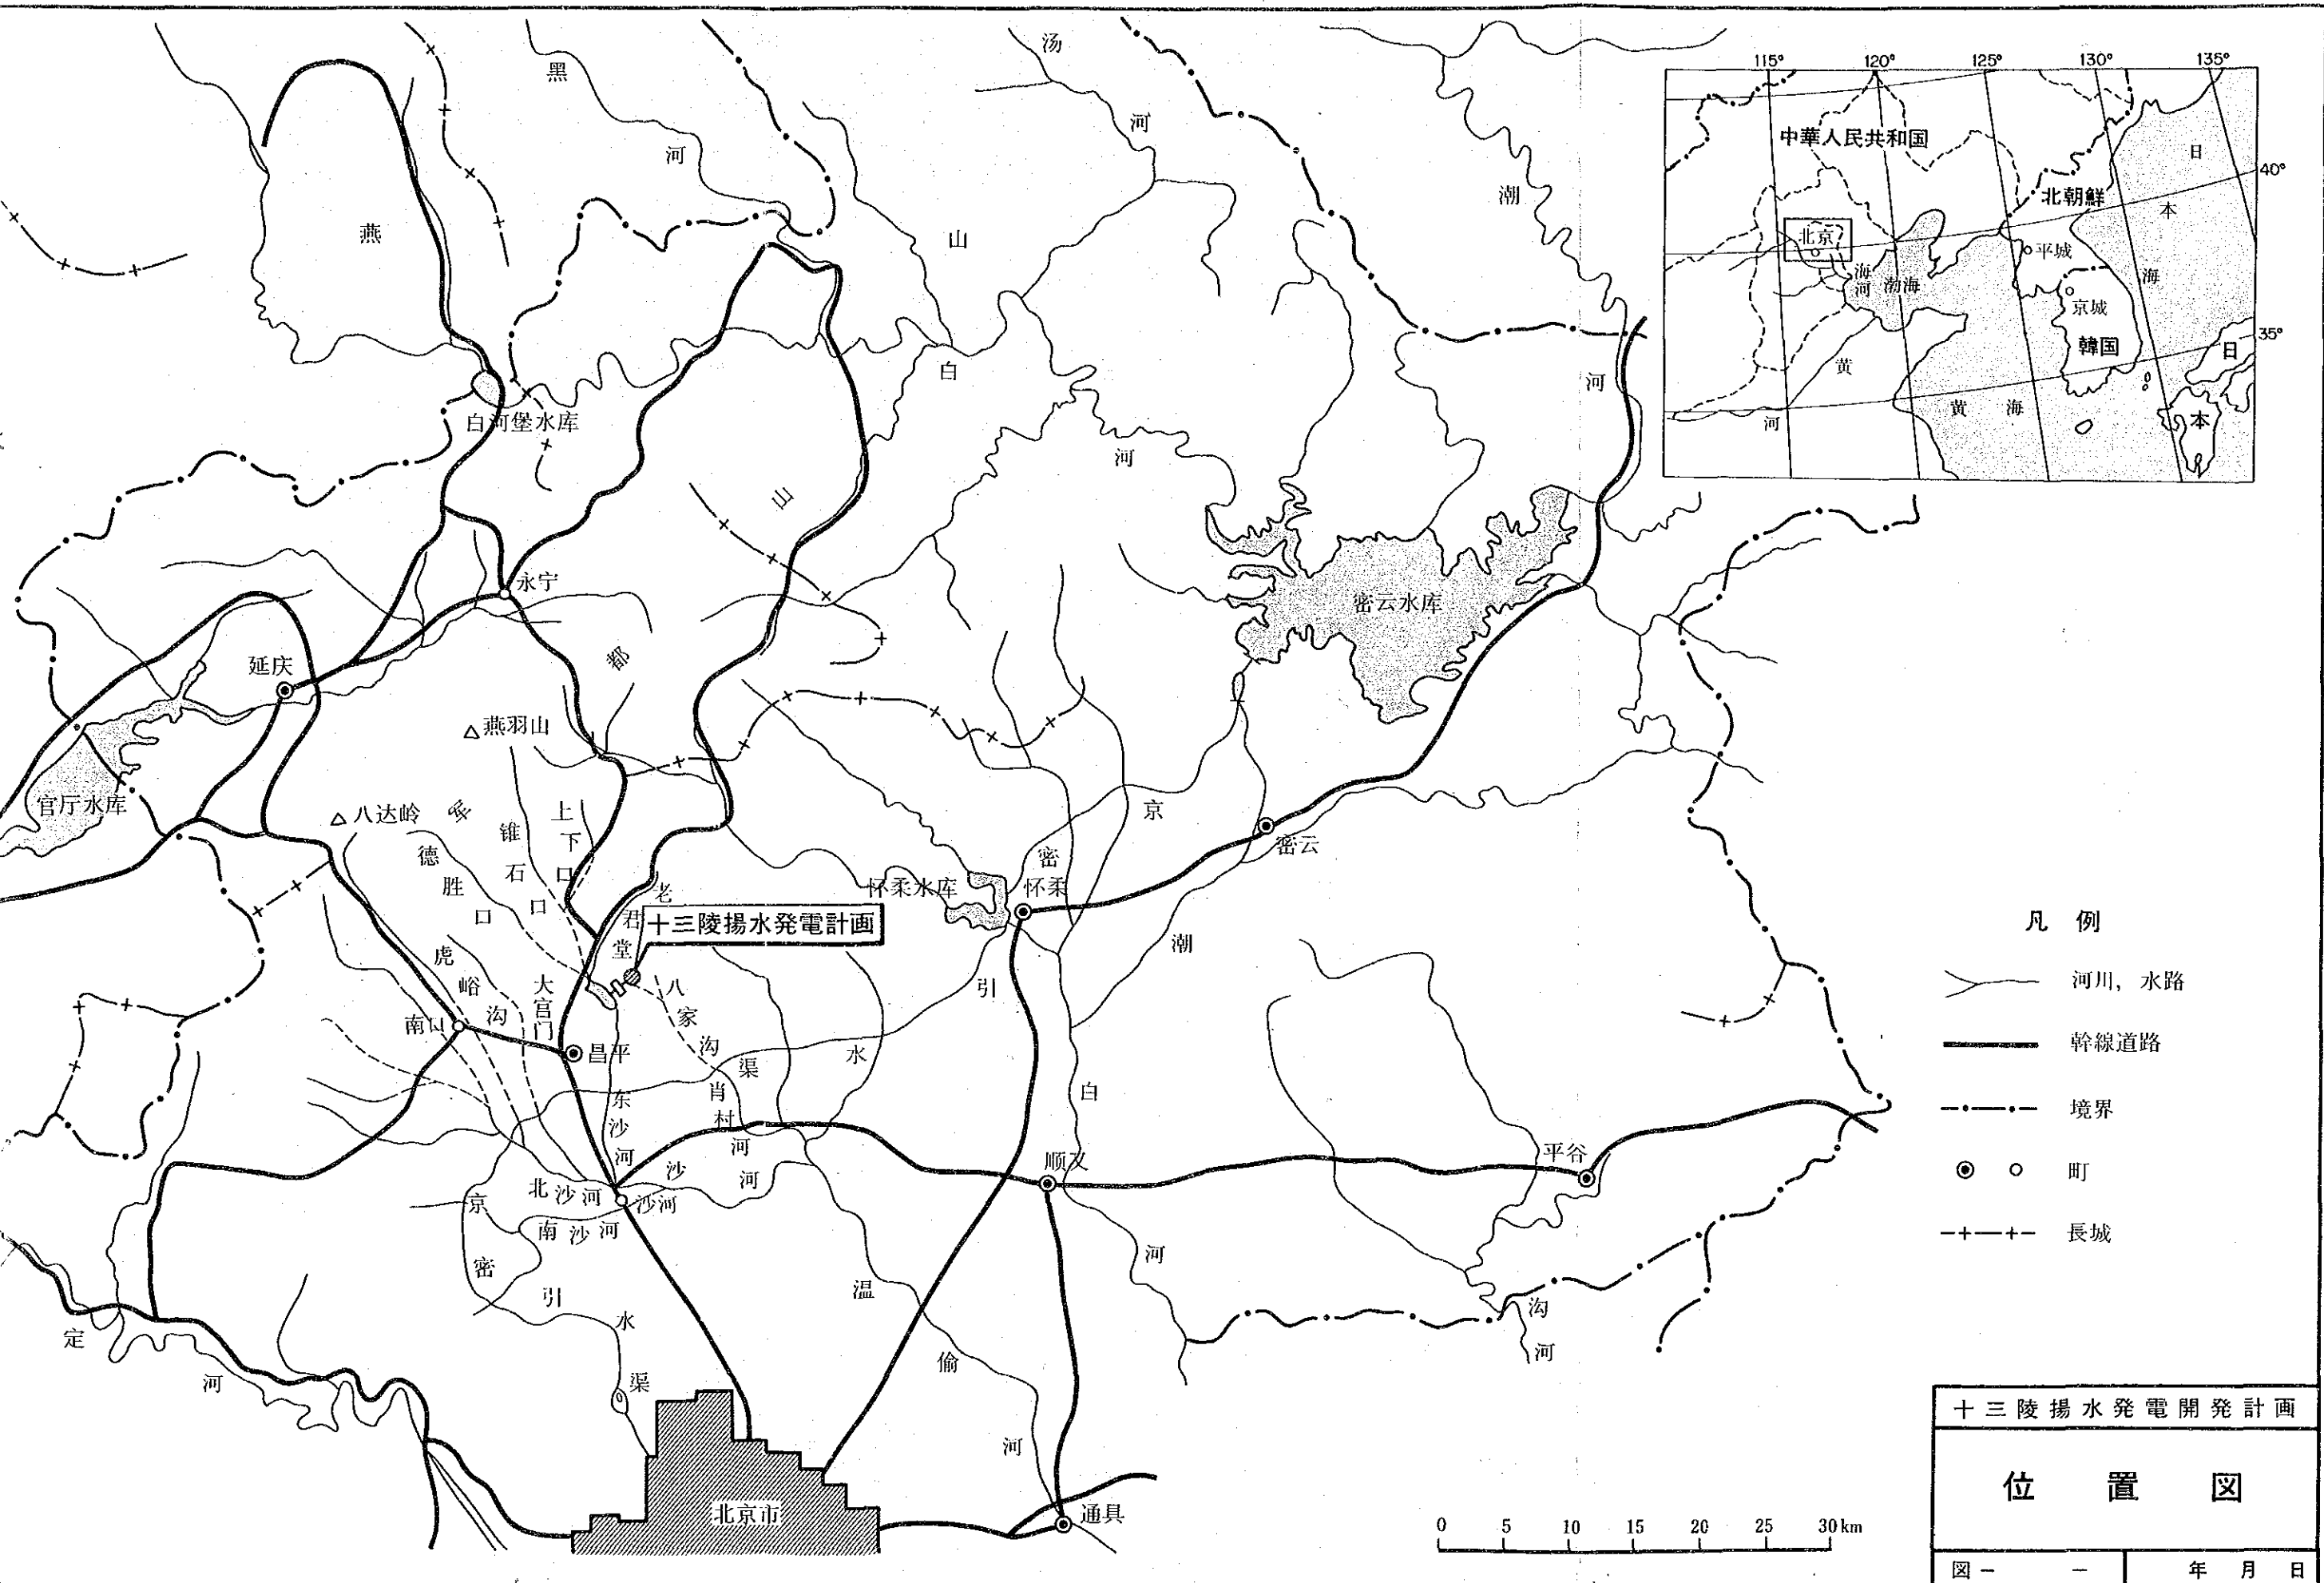 115° 120° 125° 130° 135°
中華人民共和国
日
本
海
40°
北朝鮮
北京
平城
海河
渤海
京城
35°
韓国
日
本
黄
河
黄 海
黒
河
汤
河
潮
河
燕
山
白
河
白河堡水库
山
永宁
密云水库
延庆
都
燕羽山
官厅水库
八达岭
上
下
口
锥
石
口
德
胜
口
京
密
引
水
渠
密云
怀柔水库
怀柔
老
君
堂
十三陵揚水発電計画
潮
白
河
虎
峪
沟
大
宫
门
八
家
沟
南口
昌平
东
沙
河
肖
村
河
顺义
平谷
北沙河
沙
河
沙河
南沙河
京
密
引
水
渠
温
偷
河
沟
河
定
河
北京市
通具
凡 例
河川, 水路
幹線道路
境界
町
長城
0 5 10 15 20 25 30km
十三陵揚水発電開発計画
位 置 図
図- -
年 月 日